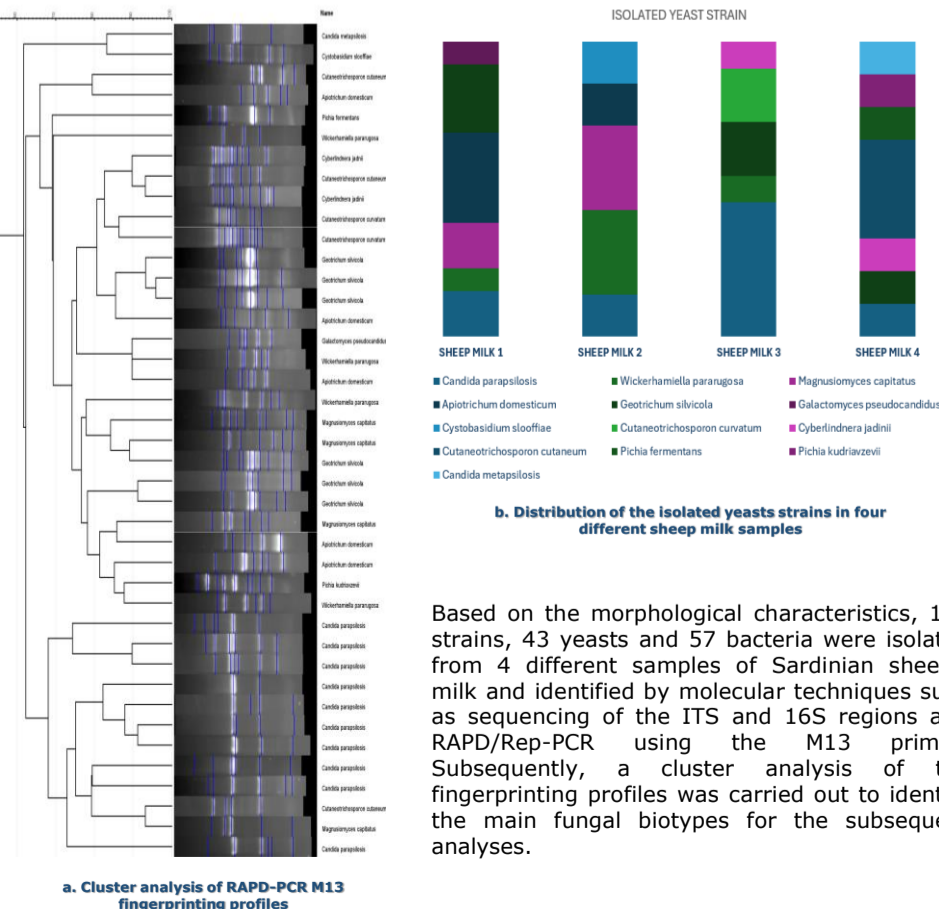 Name
Candida metapsilosis
Cystobasidium slooffiae
Cutaneotrichosporon cutaneum
Apiotrichum domesticum
Pichia fermentans
Wickerhamiella pararugosa
Cyberlindnera jadnii
Cutaneotrichosporon cutaneum
Cyberlindnera jadinii
Cutaneotrichosporon curvatum
Cutaneotrichosporon curvatum
Geotrichum silvicola
Geotrichum silvicola
Geotrichum silvicola
Apiotrichum domesticum
Galactomyces pseudocandidus
Wickerhamiella pararugosa
Apiotrichum domesticum
Wickerhamiella pararugosa
Magnusiomyces capitatus
Magnusiomyces capitatus
Geotrichum silvicola
Geotrichum silvicola
Geotrichum silvicola
Magnusiomyces capitatus
Apiotrichum domesticum
Apiotrichum domesticum
Pichia kudriavzevii
Wickerhamiella pararugosa
Candida parapsilosis
Candida parapsilosis
Candida parapsilosis
Candida parapsilosis
Candida parapsilosis
Candida parapsilosis
Candida parapsilosis
Candida parapsilosis
Candida parapsilosis
Cutaneotrichosporon cutaneum
Magnusiomyces capitatus
Candida parapsilosis
a. Cluster analysis of RAPD-PCR M13
fingerprinting profiles
ISOLATED YEAST STRAIN
SHEEP MILK 1 SHEEP MILK 2 SHEEP MILK 3 SHEEP MILK 4
Candida parapsilosis Wickerhamiella pararugosa Magnusiomyces capitatus
Apiotrichum domesticum Geotrichum silvicola Galactomyces pseudocandidus
Cystobasidium slooffiae Cutaneotrichosporon curvatum Cyberlindnera jadinii
Cutaneotrichosporon cutaneum Pichia fermentans Pichia kudriavzevii
Candida metapsilosis
b. Distribution of the isolated yeasts strains in four
different sheep milk samples
Based on the morphological characteristics, 1
strains, 43 yeasts and 57 bacteria were isolat
from 4 different samples of Sardinian shee
milk and identified by molecular techniques su
as sequencing of the ITS and 16S regions a
RAPD/Rep-PCR using the M13 prim
Subsequently, a cluster analysis of t
fingerprinting profiles was carried out to ident
the main fungal biotypes for the subseque
analyses.